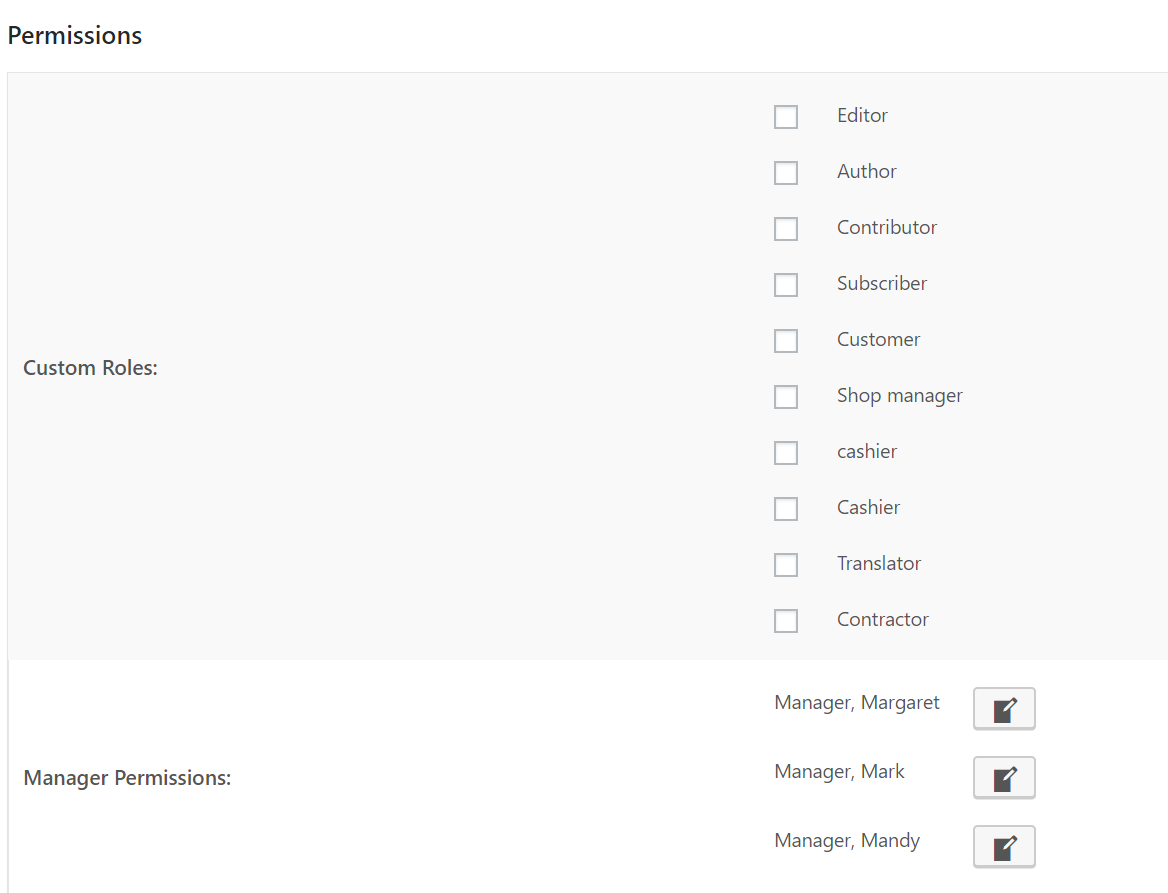 Permissions
Custom Roles:
Editor
Author
Contributor
Subscriber
Customer
Shop manager
cashier
Cashier
Translator
Contractor
Manager Permissions:
Manager, Margaret
Manager, Mark
Manager, Mandy